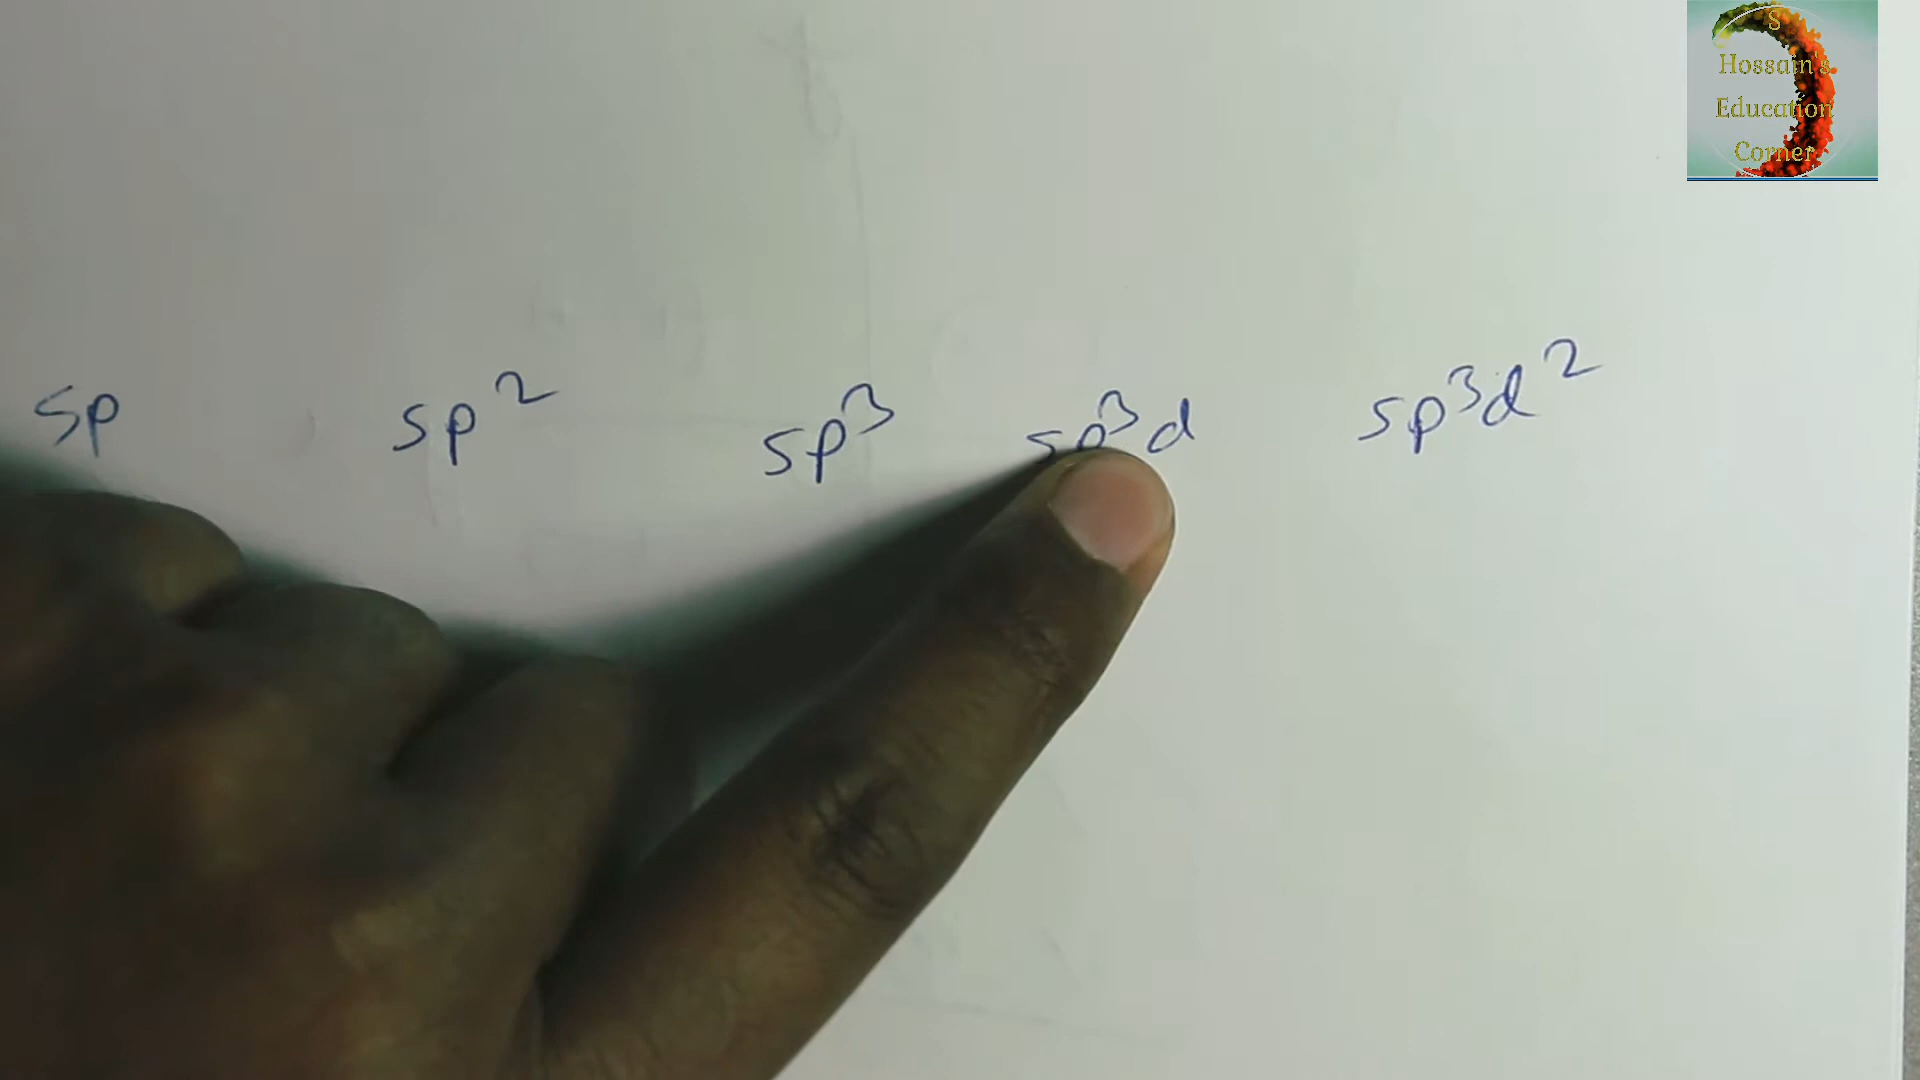 S
Hossain's
Education
Corner
sp sp² sp³ sp³d sp³d²